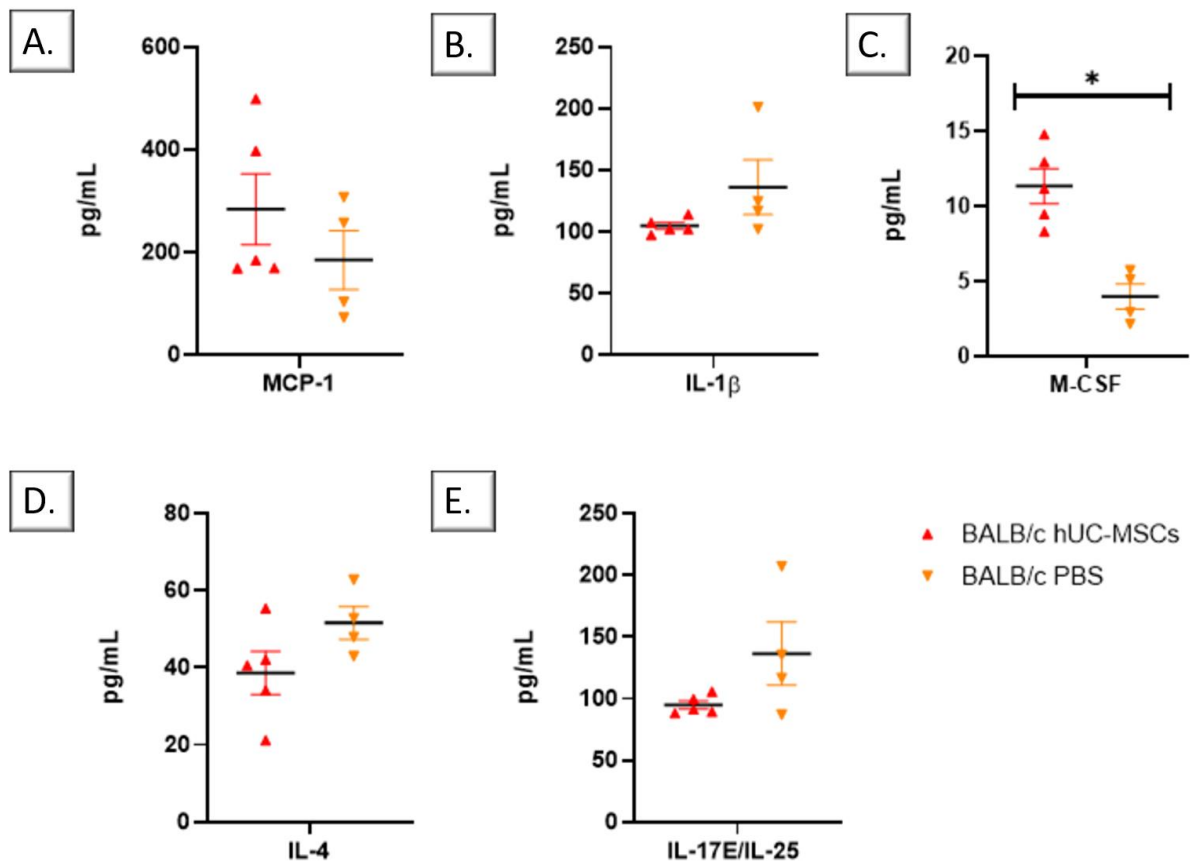 A.
600
400
200
0
pg/mL
MCP-1
B.
250
200
150
100
50
0
pg/mL
IL-1β
C.
20
15
10
5
0
pg/mL
*
M-CSF
D.
80
60
40
20
0
pg/mL
IL-4
E.
250
200
150
100
50
0
pg/mL
IL-17E/IL-25
BALB/c hUC-MSCs
BALB/c PBS